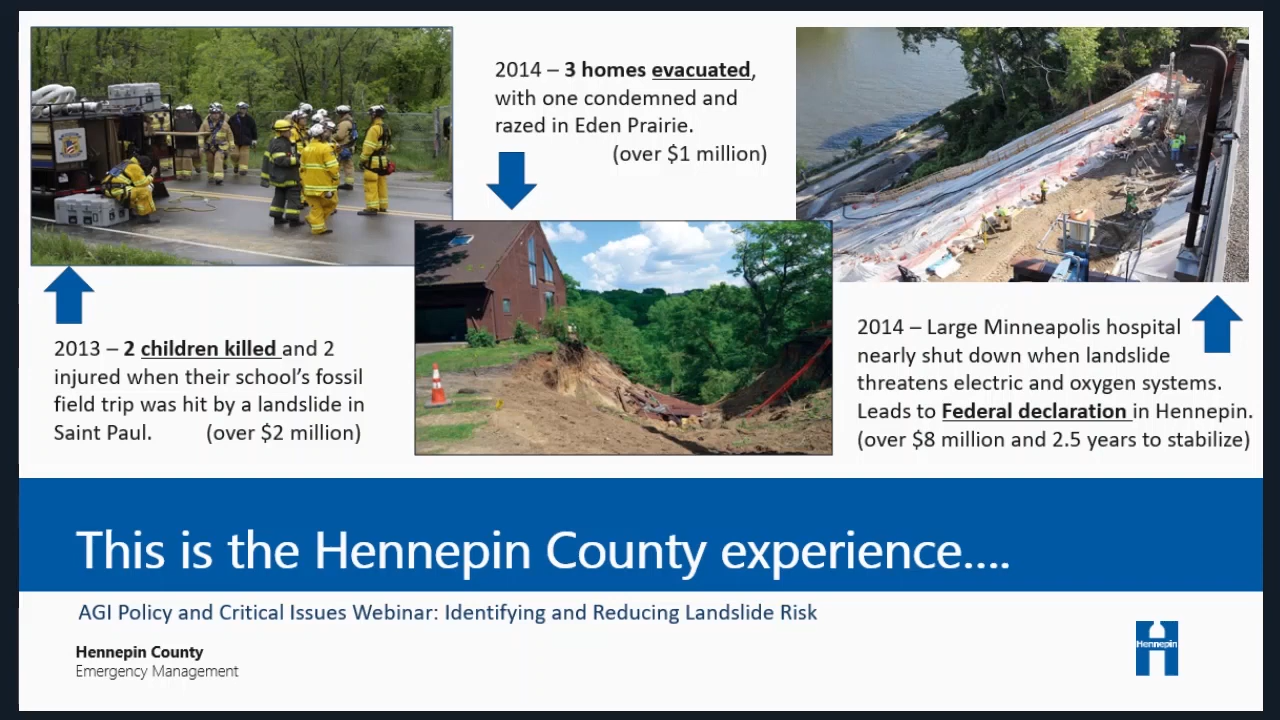 2014 – 3 homes evacuated,
with one condemned and
razed in Eden Prairie.
(over $1 million)
2013 – 2 children killed and 2
injured when their school’s fossil
field trip was hit by a landslide in
Saint Paul. (over $2 million)
2014 – Large Minneapolis hospital
nearly shut down when landslide
threatens electric and oxygen systems.
Leads to Federal declaration in Hennepin.
(over $8 million and 2.5 years to stabilize)
This is the Hennepin County experience....
AGI Policy and Critical Issues Webinar: Identifying and Reducing Landslide Risk
Hennepin County
Emergency Management
Hennepin